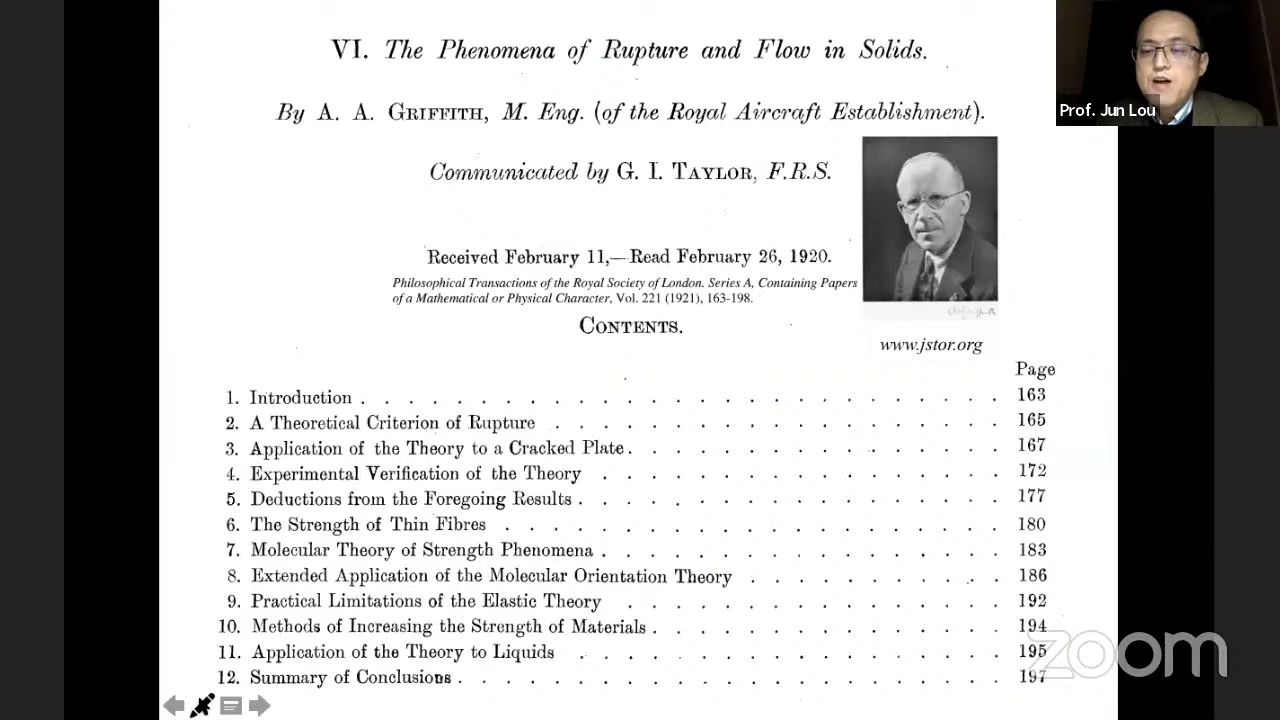 VI. The Phenomena of Rupture and Flow in Solids.
By A. A. GRIFFITH, M. Eng. (of the Royal Aircraft Establishment).
Communicated by G. I. TAYLOR, F.R.S.
Received February 11,—Read February 26, 1920.
Philosophical Transactions of the Royal Society of London. Series A, Containing Papers
of a Mathematical or Physical Character, Vol. 221 (1921), 163-198.
CONTENTS.
www.jstor.org
Page
1. Introduction . . . . . . . . . . . . . . . . . . . . . 163
2. A Theoretical Criterion of Rupture . . . . . . . . . . . . . . . 165
3. Application of the Theory to a Cracked Plate . . . . . . . . . . . . . 167
4. Experimental Verification of the Theory . . . . . . . . . . . . . 172
5. Deductions from the Foregoing Results . . . . . . . . . . . . . . 177
6. The Strength of Thin Fibres . . . . . . . . . . . . . . . . 180
7. Molecular Theory of Strength Phenomena . . . . . . . . . . . . . 183
8. Extended Application of the Molecular Orientation Theory . . . . . . . . . 186
9. Practical Limitations of the Elastic Theory . . . . . . . . . . . . 192
10. Methods of Increasing the Strength of Materials . . . . . . . . . . . . 194
11. Application of the Theory to Liquids . . . . . . . . . . . . . . 195
12. Summary of Conclusions . . . . . . . . . . . . . . . . . . 197
Prof. Jun Lou
zoom